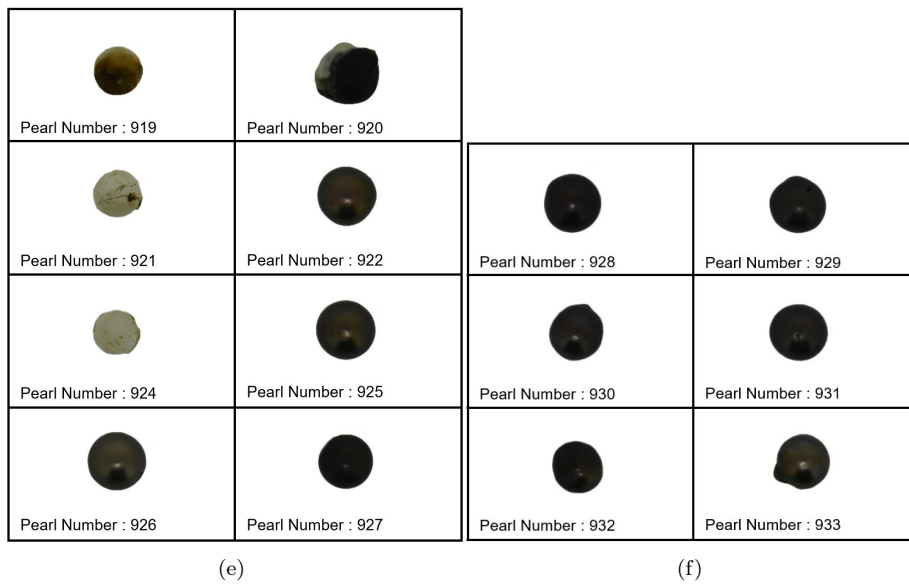 Pearl Number : 919
Pearl Number : 920
Pearl Number : 921
Pearl Number : 922
Pearl Number : 924
Pearl Number : 925
Pearl Number : 926
Pearl Number : 927
(e)
Pearl Number : 928
Pearl Number : 929
Pearl Number : 930
Pearl Number : 931
Pearl Number : 932
Pearl Number : 933
(f)